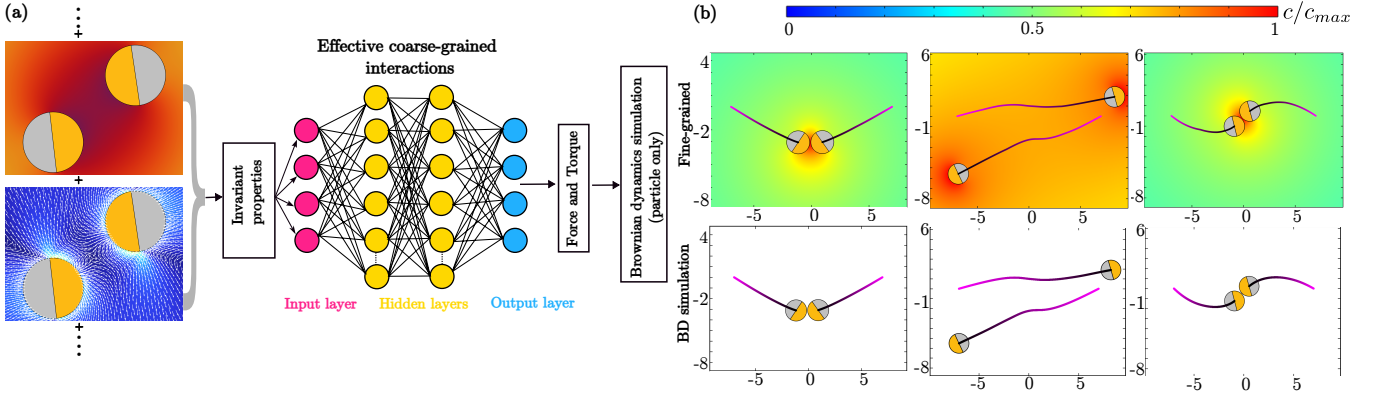 (a)
+
+
+
Invariant
properties
Effective coarse-grained
interactions
Input layer
Hidden layers
Output layer
Force and Torque
Brownian dynamics simulation
(particle only)
(b)
c/c_max
0
0.5
1
Fine-grained
4
-2
-8
-5
0
5
6
-1
-8
-5
0
5
6
-1
-8
-5
0
5
BD simulation
4
-2
-8
-5
0
5
6
-1
-8
-5
0
5
6
-1
-8
-5
0
5